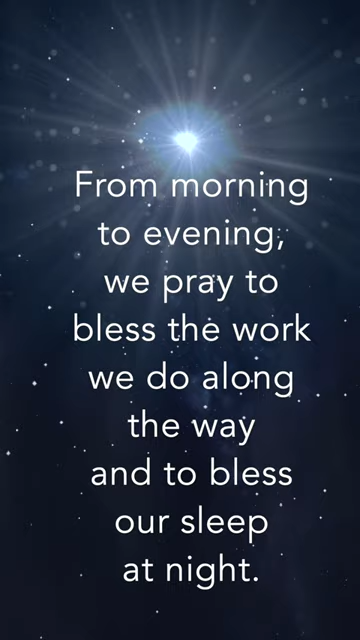 From morning
to evening,
we pray to
bless the work
we do along
the way
and to bless
our sleep
at night.